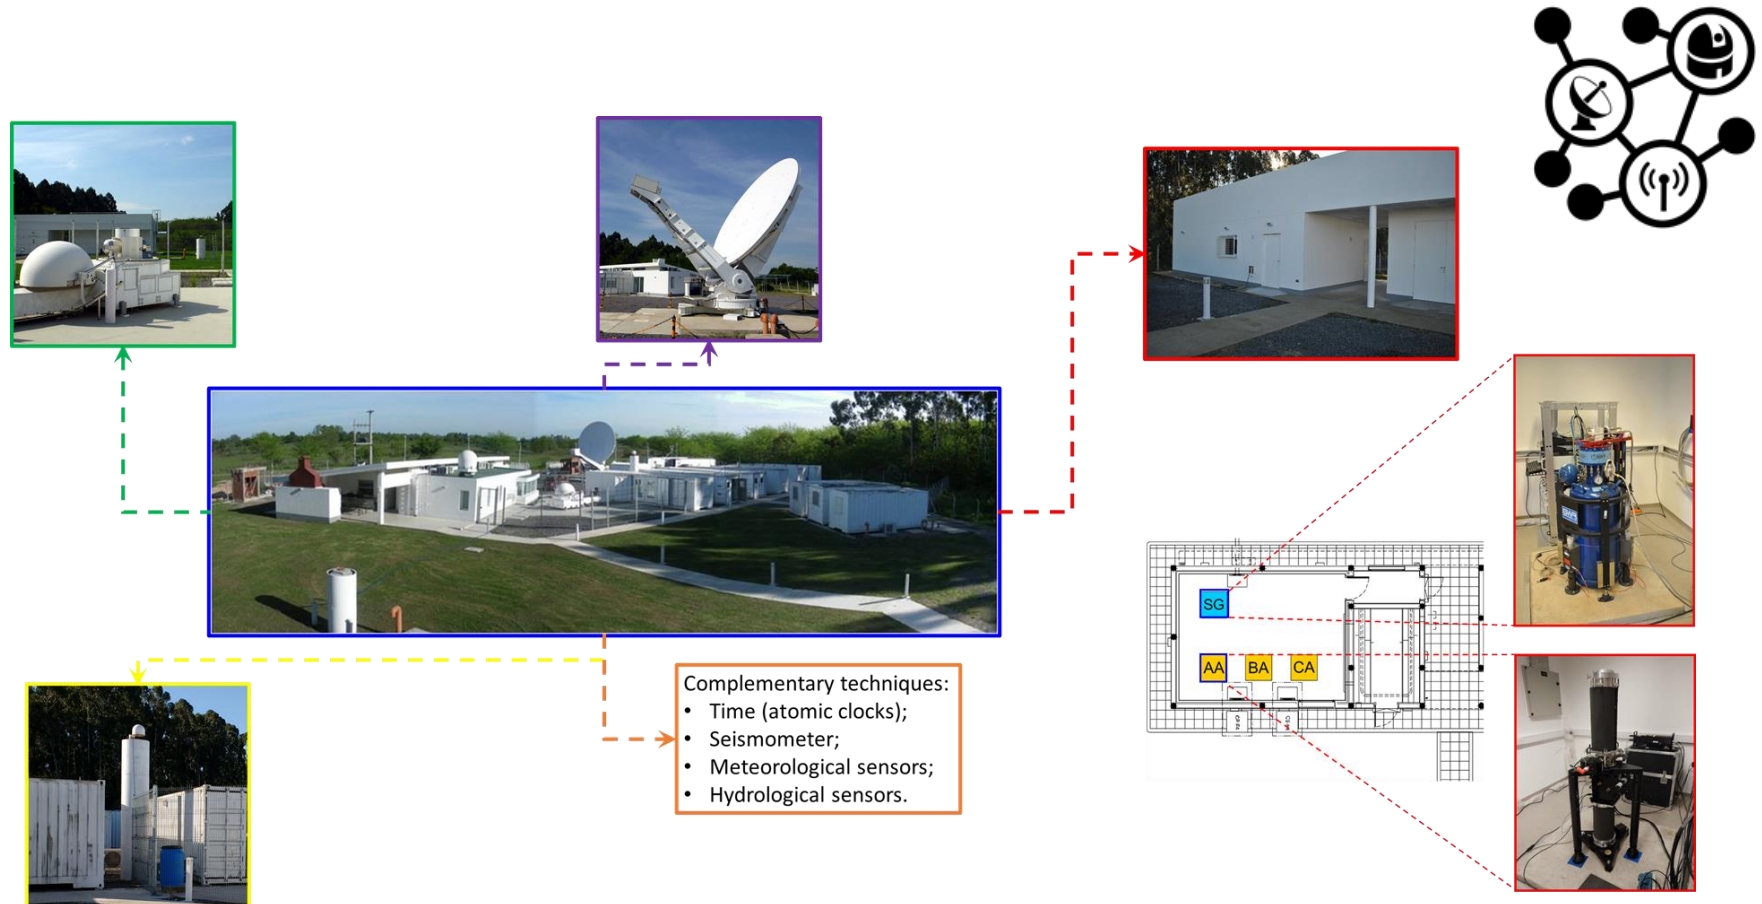 Complementary techniques:
• Time (atomic clocks);
• Seismometer;
• Meteorological sensors;
• Hydrological sensors.
SG
AA BA CA